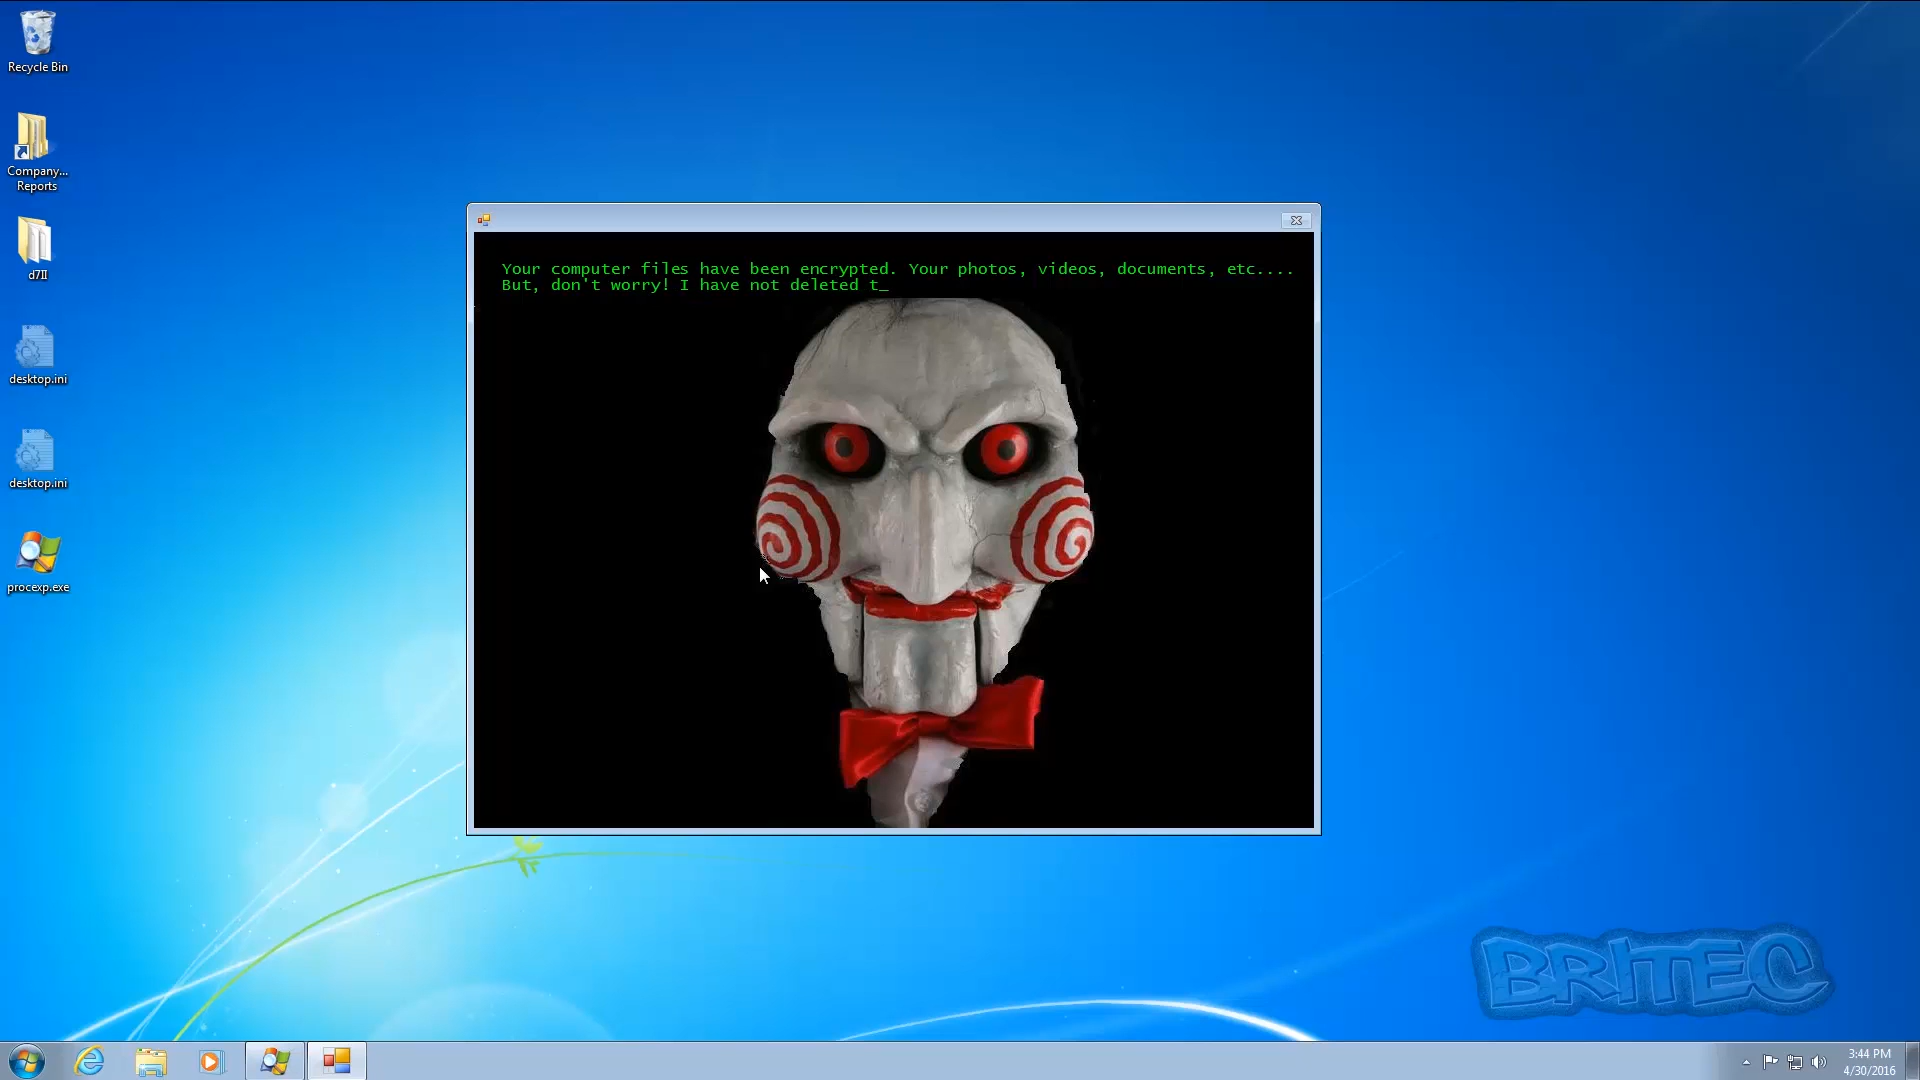 Recycle Bin
Company...
Reports
d7II
desktop.ini
desktop.ini
procexp.exe
Your computer files have been encrypted. Your photos, videos, documents, etc....
But, don't worry! I have not deleted t_
BRITEC
3:44 PM
4/30/2016